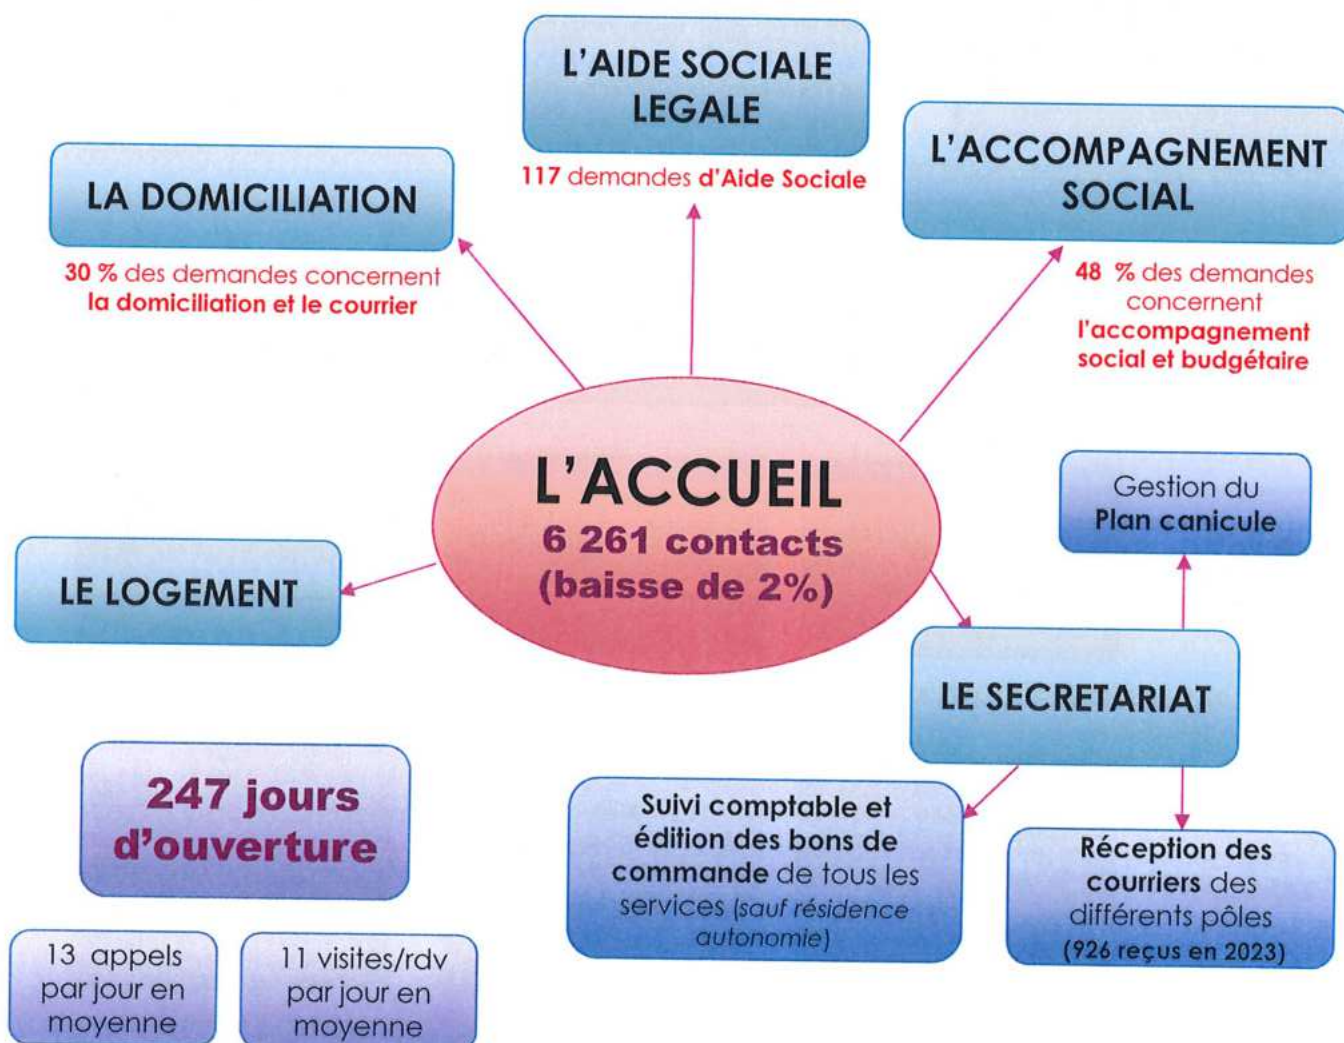 L'AIDE SOCIALE
LEGALE
117 demandes d'Aide Sociale
L'ACCOMPAGNEMENT
SOCIAL
48 % des demandes
concernent
l'accompagnement
social et budgétaire
LA DOMICILIATION
30 % des demandes concernent
la domiciliation et le courrier
L'ACCUEIL
6 261 contacts
(baisse de 2%)
Gestion du
Plan canicule
LE LOGEMENT
LE SECRETARIAT
247 jours
d'ouverture
13 appels
par jour en
moyenne
11 visites/rdv
par jour en
moyenne
Suivi comptable et
édition des bons de
commande de tous les
services (sauf résidence
autonomie)
Réception des
courriers des
différents pôles
(926 reçus en 2023)